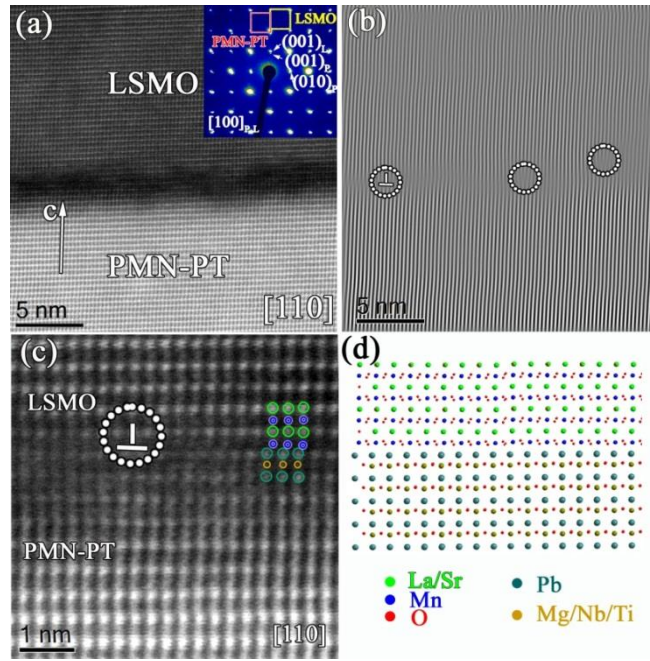 (a)
LSMO
PMN-PT
LSMO
(001)L
(001)P
(010)P
[100]P,L
c
PMN-PT
5 nm
[110]
(b)
5 nm
(c)
LSMO
PMN-PT
1 nm
[110]
(d)
La/Sr
Mn
O
Pb
Mg/Nb/Ti